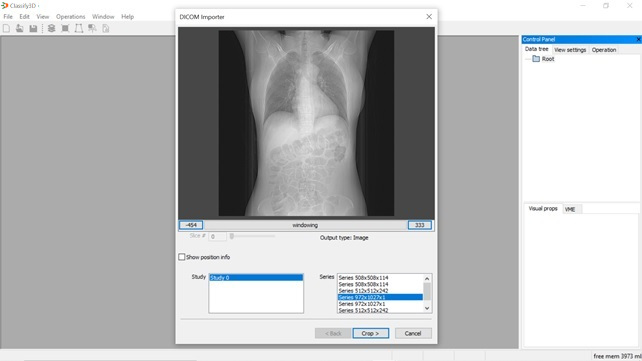 Classify3D
File Edit View Operations Window Help
DICOM Importer
-454 windowing 333
Slice # 0
Output type: Image
Show position info
Study
Study 0
Series
Series 508x508x114
Series 508x508x114
Series 512x512x242
Series 972x1027x1
Series 972x1027x1
Series 512x512x242
< Back Crop > Cancel
Control Panel
Data tree View settings Operation
Root
Visual props VME
free mem 3973 ml